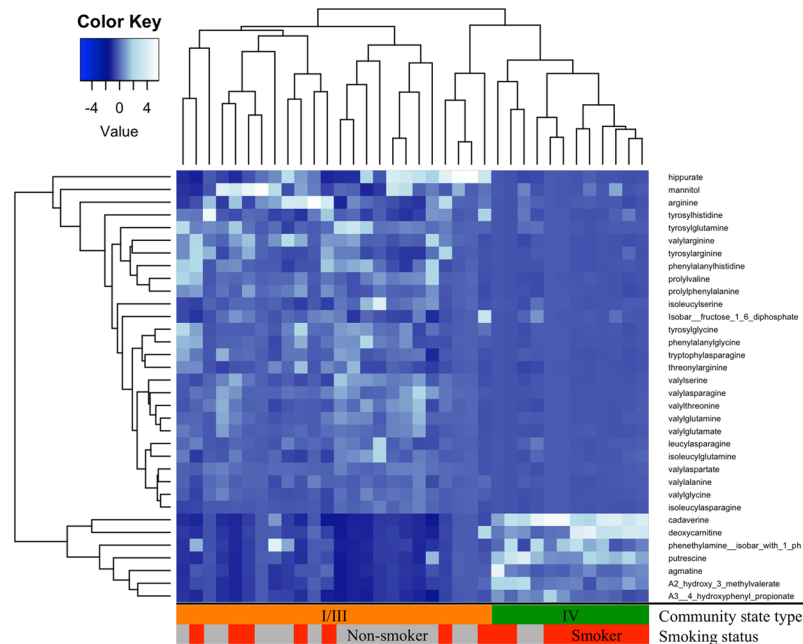 Color Key
-4 0 4
Value
hippurate
mannitol
arginine
tyrosylhistidine
tyrosylglutamine
valylarginine
tyrosylarginine
phenylalanylhistidine
prolylvaline
prolylphenylalanine
isoleucylserine
Isobar__fructose_1_6_diphosphate
tyrosylglycine
phenylalanylglycine
tryptophylasparagine
threonylarginine
valylserine
valylasparagine
valylthreonine
valylglutamine
valylglutamate
leucylasparagine
isoleucylglutamine
valylaspartate
valylalanine
valylglycine
isoleucylasparagine
cadaverine
deoxycarnitine
phenethylamine__isobar_with_1_ph
putrescine
agmatine
A2_hydroxy_3_methylvalerate
A3__4_hydroxyphenyl_propionate
I/III IV Community state type
Non-smoker Smoker Smoking status